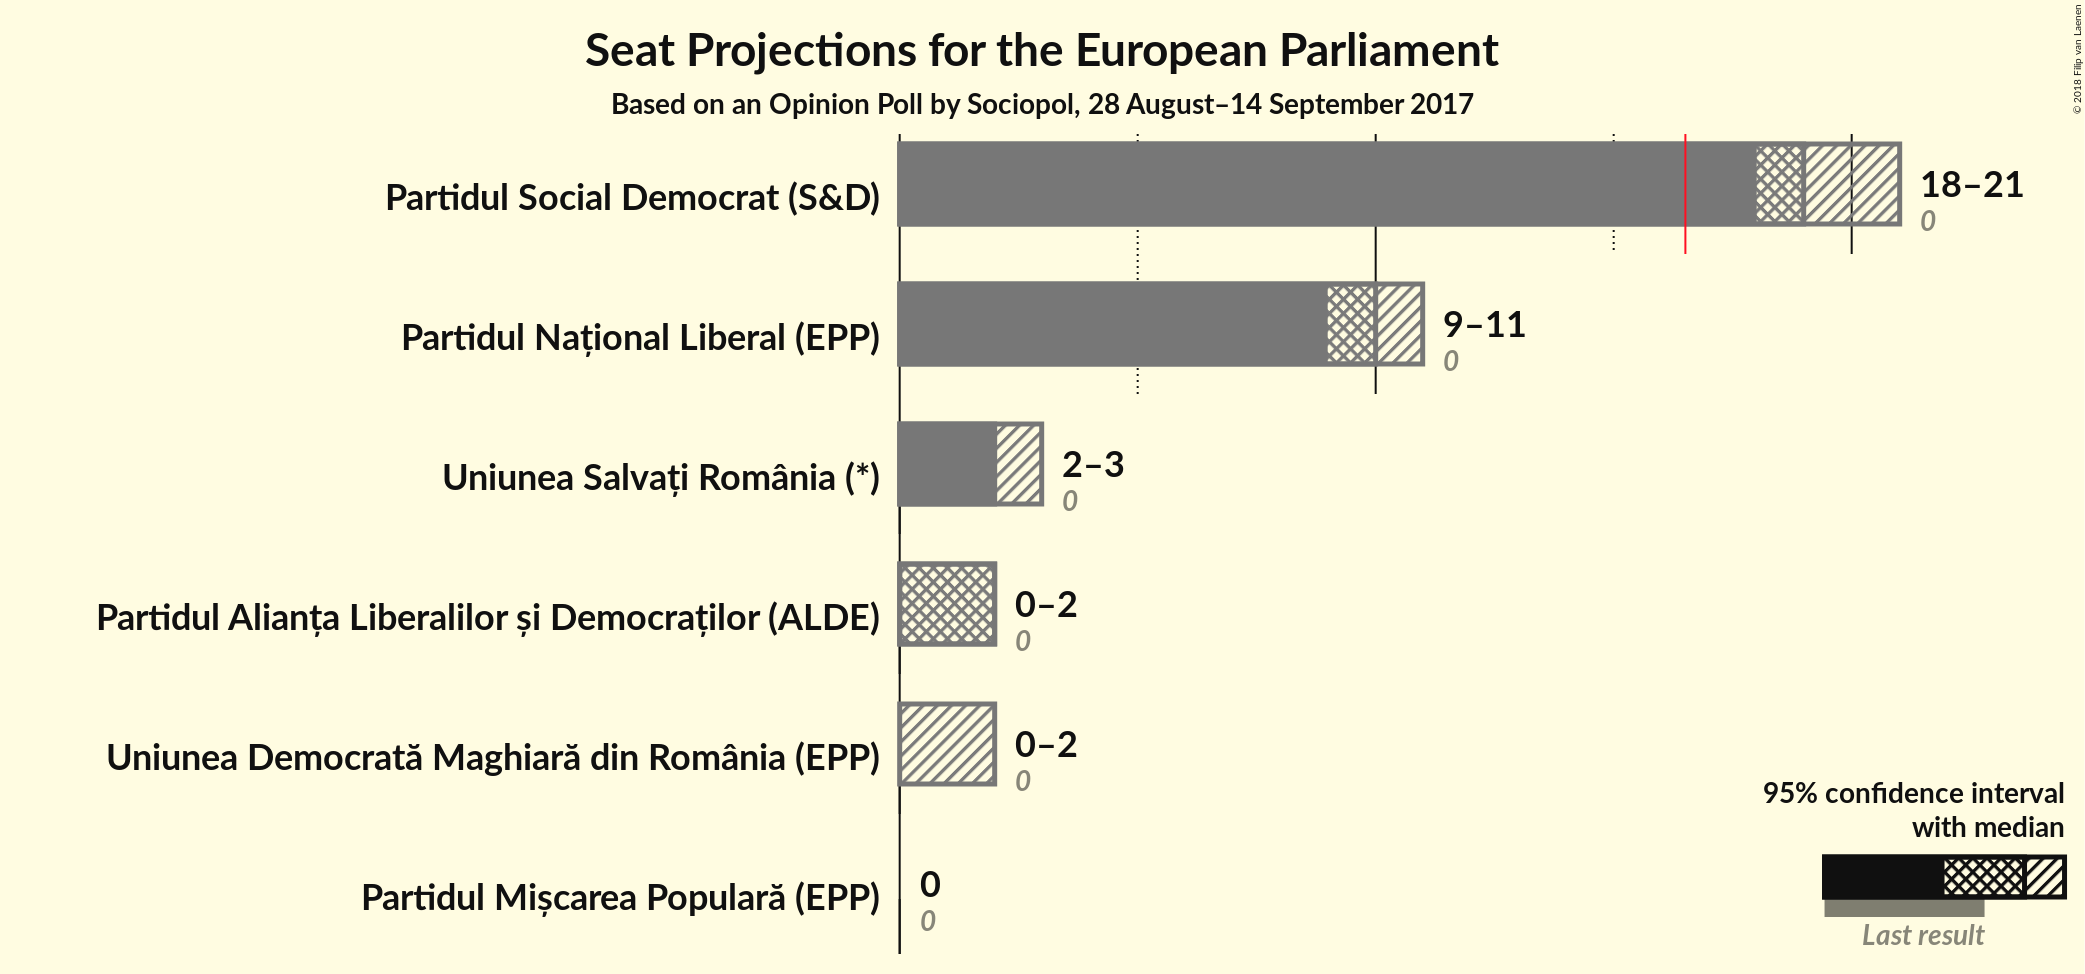 Seat Projections for the European Parliament
Based on an Opinion Poll by Sociopol, 28 August–14 September 2017
© 2018 Filip van Laenen
Partidul Social Democrat (S&D)
18–21
0
Partidul Național Liberal (EPP)
9–11
0
Uniunea Salvați România (*)
2–3
0
Partidul Alianța Liberalilor și Democraților (ALDE)
0–2
0
Uniunea Democrată Maghiară din România (EPP)
0–2
0
Partidul Mișcarea Populară (EPP)
0
0
95% confidence interval
with median
Last result